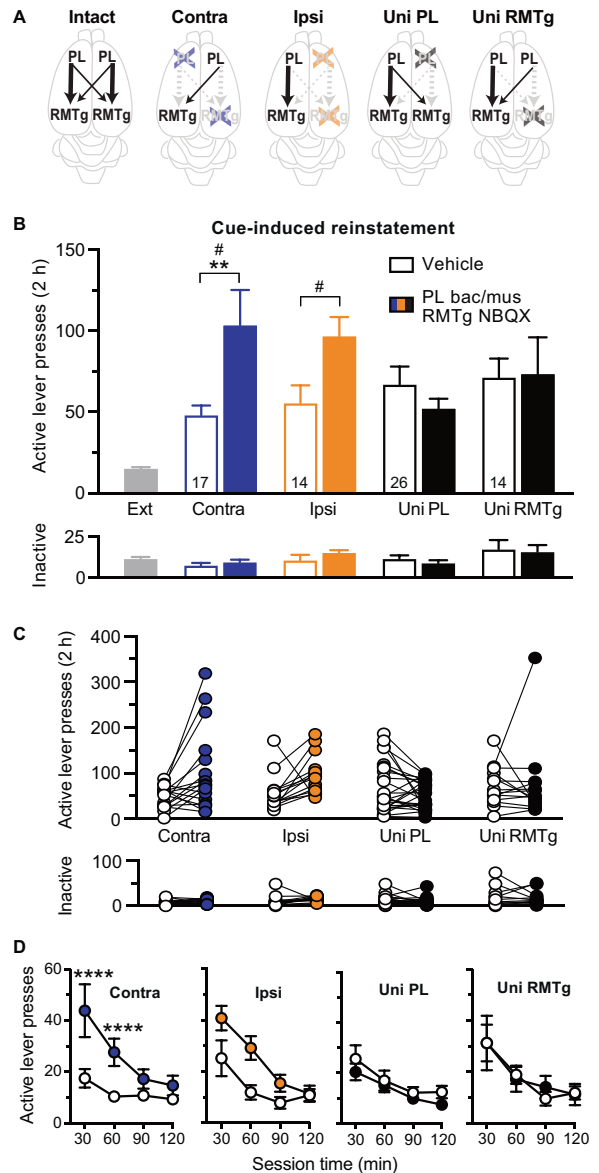 A
Intact Contra Ipsi Uni PL Uni RMTg
PL PL PL PL PL PL PL PL PL PL
RMTg RMTg RMTg RMTg RMTg RMTg RMTg RMTg RMTg RMTg
B
Cue-induced reinstatement
Active lever presses (2 h)
150
100
50
0
#
**
#
Vehicle
PL bac/mus
RMTg NBQX
17 14 26 14
Ext Contra Ipsi Uni PL Uni RMTg
Inactive
25
0
C
Active lever presses (2 h)
400
300
200
100
0
Contra Ipsi Uni PL Uni RMTg
Inactive
100
0
D
Active lever presses
60
40
20
0
**** Contra Ipsi Uni PL Uni RMTg
****
30 60 90 120 30 60 90 120 30 60 90 120 30 60 90 120
Session time (min)